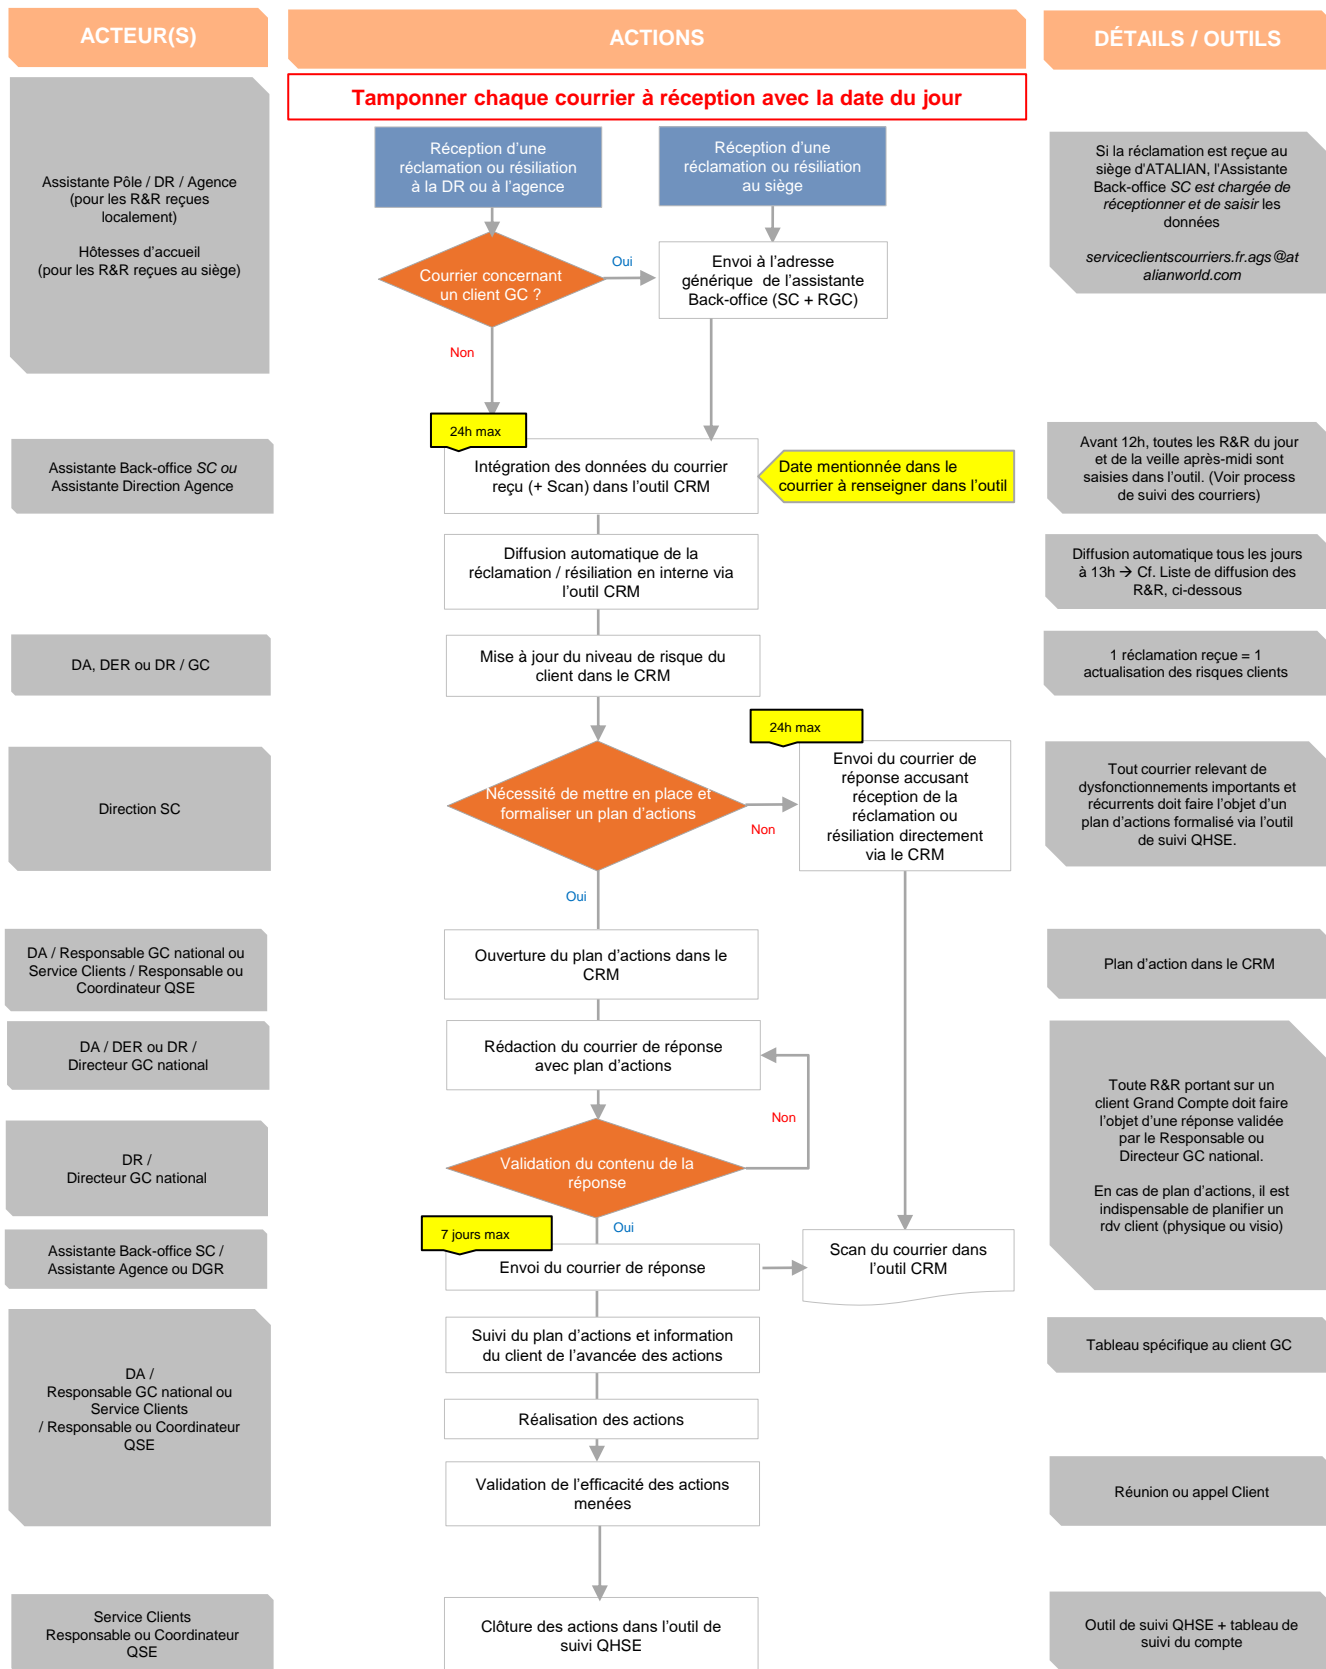 ACTEUR(S)
ACTIONS
DÉTAILS / OUTILS
Tamponner chaque courrier à réception avec la date du jour
Assistante Pôle / DR / Agence
(pour les R&R reçues
localement)
Hôtesses d'accueil
(pour les R&R reçues au siège)
Réception d'une
réclamation ou résiliation
à la DR ou à l'agence
Réception d'une
réclamation ou résiliation
au siège
Si la réclamation est reçue au
siège d'ATALIAN, l'Assistante
Back-office SC est chargée de
réceptionner et de saisir les
données
serviceclientscourriers.fr.ags@at
alianworld.com
Courrier concernant
un client GC ?
Oui
Envoi à l'adresse
générique de l'assistante
Back-office (SC + RGC)
Non
24h max
Assistante Back-office SC ou
Assistante Direction Agence
Intégration des données du courrier
reçu (+ Scan) dans l'outil CRM
Date mentionnée dans le
courrier à renseigner dans l'outil
Avant 12h, toutes les R&R du jour
et de la veille après-midi sont
saisies dans l'outil. (Voir process
de suivi des courriers)
Diffusion automatique de la
réclamation / résiliation en interne via
l'outil CRM
Diffusion automatique tous les jours
à 13h → Cf. Liste de diffusion des
R&R, ci-dessous
DA, DER ou DR / GC
Mise à jour du niveau de risque du
client dans le CRM
1 réclamation reçue = 1
actualisation des risques clients
24h max
Direction SC
Nécessité de mettre en place et
formaliser un plan d'actions
Non
Envoi du courrier de
réponse accusant
réception de la
réclamation ou
résiliation directement
via le CRM
Tout courrier relevant de
dysfonctionnements importants et
récurrents doit faire l'objet d'un
plan d'actions formalisé via l'outil
de suivi QHSE.
Oui
DA / Responsable GC national ou
Service Clients / Responsable ou
Coordinateur QSE
Ouverture du plan d'actions dans le
CRM
Plan d'action dans le CRM
DA / DER ou DR /
Directeur GC national
Rédaction du courrier de réponse
avec plan d'actions
Non
Toute R&R portant sur un
client Grand Compte doit faire
l'objet d'une réponse validée
par le Responsable ou
Directeur GC national.
En cas de plan d'actions, il est
indispensable de planifier un
rdv client (physique ou visio)
DR /
Directeur GC national
Validation du contenu de la
réponse
Oui
7 jours max
Assistante Back-office SC /
Assistante Agence ou DGR
Envoi du courrier de réponse
Scan du courrier dans
l'outil CRM
DA /
Responsable GC national ou
Service Clients
/ Responsable ou Coordinateur
QSE
Suivi du plan d'actions et information
du client de l'avancée des actions
Tableau spécifique au client GC
Réalisation des actions
Validation de l'efficacité des actions
menées
Réunion ou appel Client
Service Clients
Responsable ou Coordinateur
QSE
Clôture des actions dans l'outil de
suivi QHSE
Outil de suivi QHSE + tableau de
suivi du compte